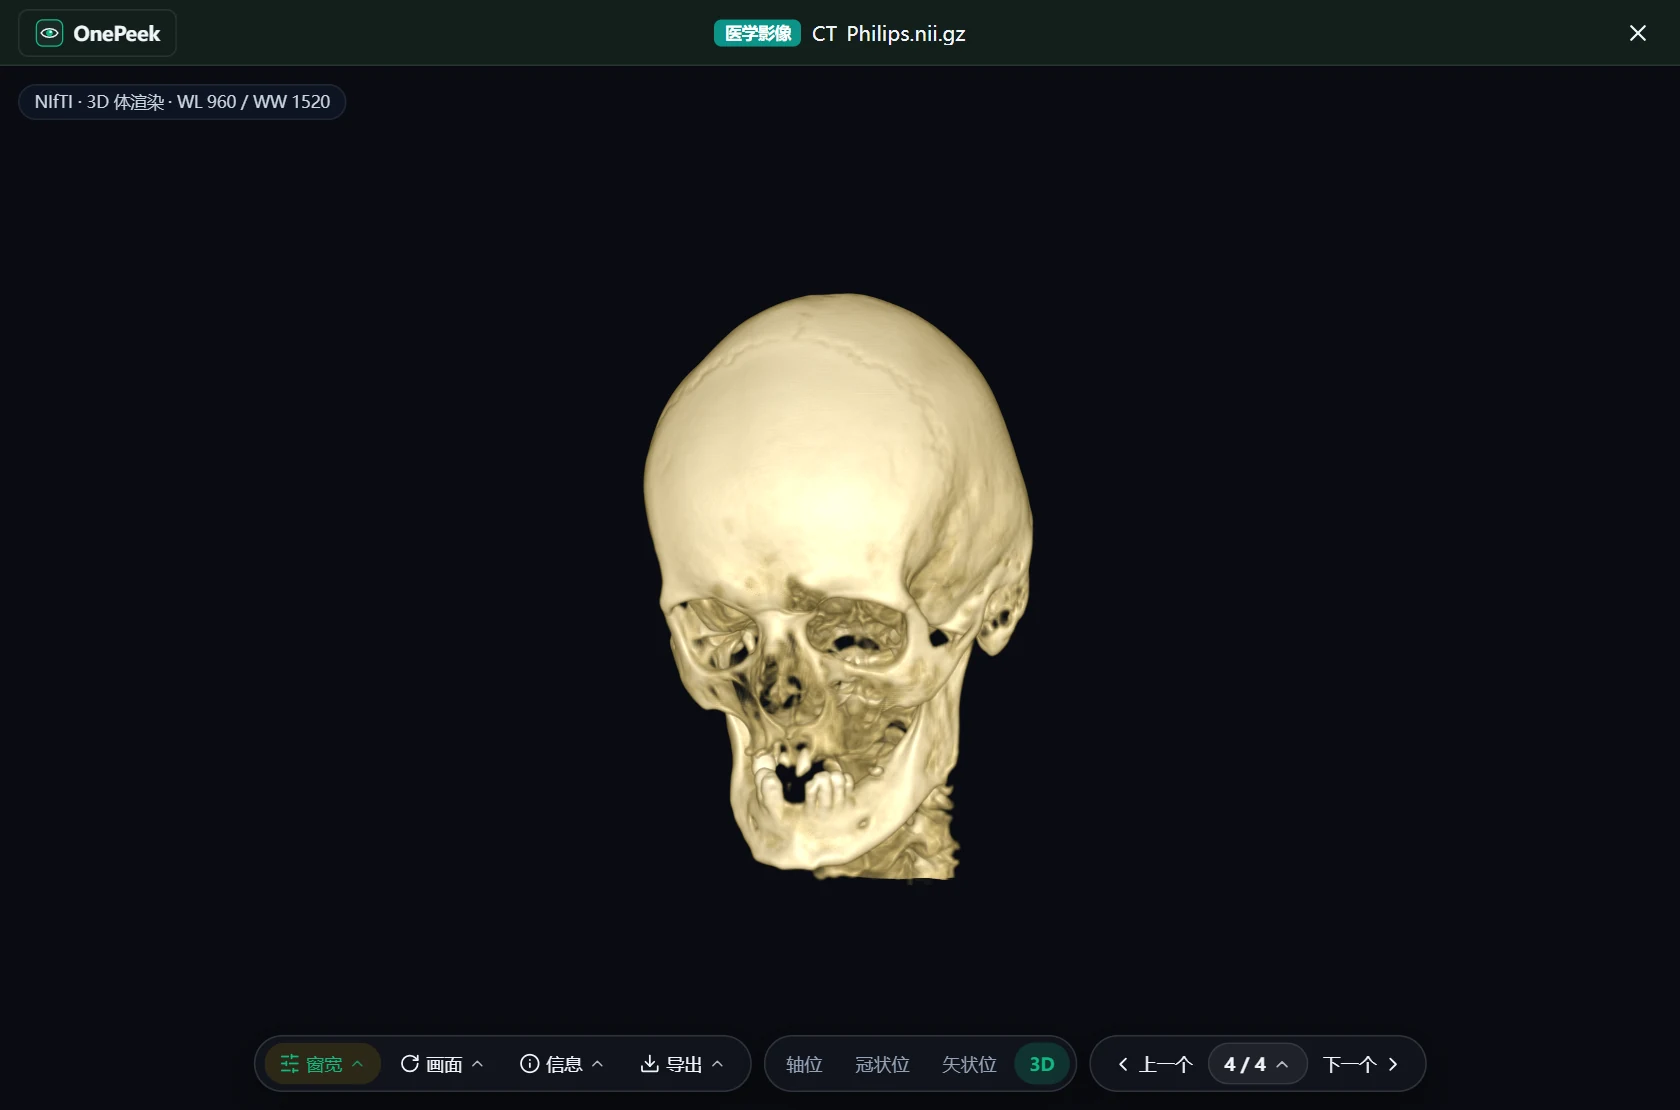 OnePeek
医学影像 CT Philips.nii.gz
NIfTI · 3D 体渲染 · WL 960 / WW 1520
窗宽 画面 信息 导出 轴位 冠状位 矢状位 3D 上一个 4 / 4 下一个